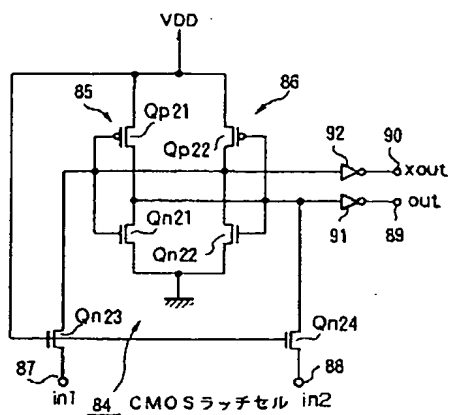 VDD
85
86
Qp21
Qp22
92
90
xout
out
91
89
Qn21
Qn22
Qn23
Qn24
87
in1
84 CMOSラッチセル
88
in2